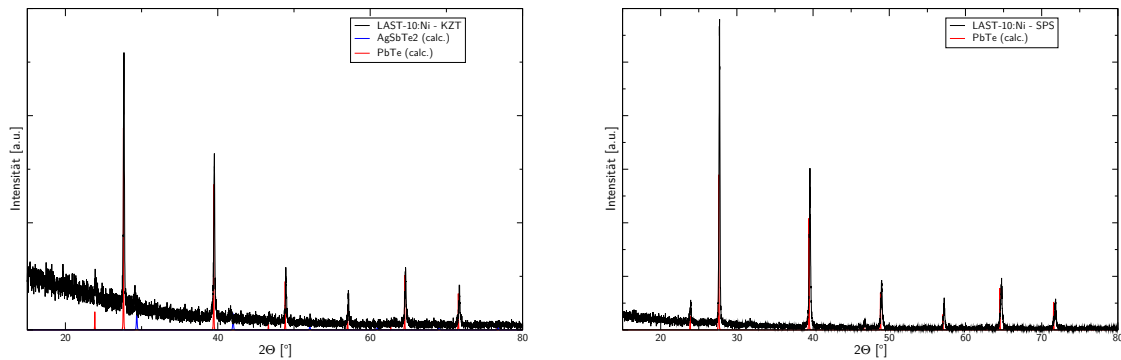 LAST-10:Ni - KZT
AgSbTe2 (calc.)
PbTe (calc.)
Intensität [a.u.]
20 40 60 80
2Θ [°]
LAST-10:Ni - SPS
PbTe (calc.)
Intensität [a.u.]
20 30 40 50 60 70 80
2Θ [°]